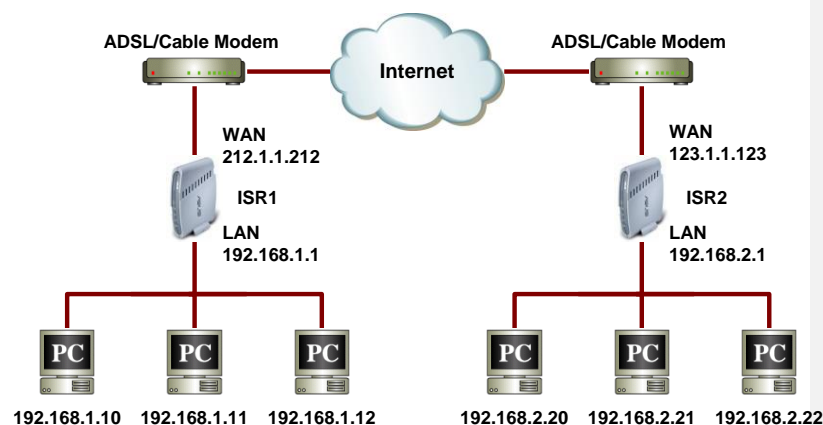 ADSL/Cable Modem
Internet
ADSL/Cable Modem
WAN
212.1.1.212
ISR1
LAN
192.168.1.1
WAN
123.1.1.123
ISR2
LAN
192.168.2.1
PC
PC
PC
PC
PC
PC
192.168.1.10
192.168.1.11
192.168.1.12
192.168.2.20
192.168.2.21
192.168.2.22